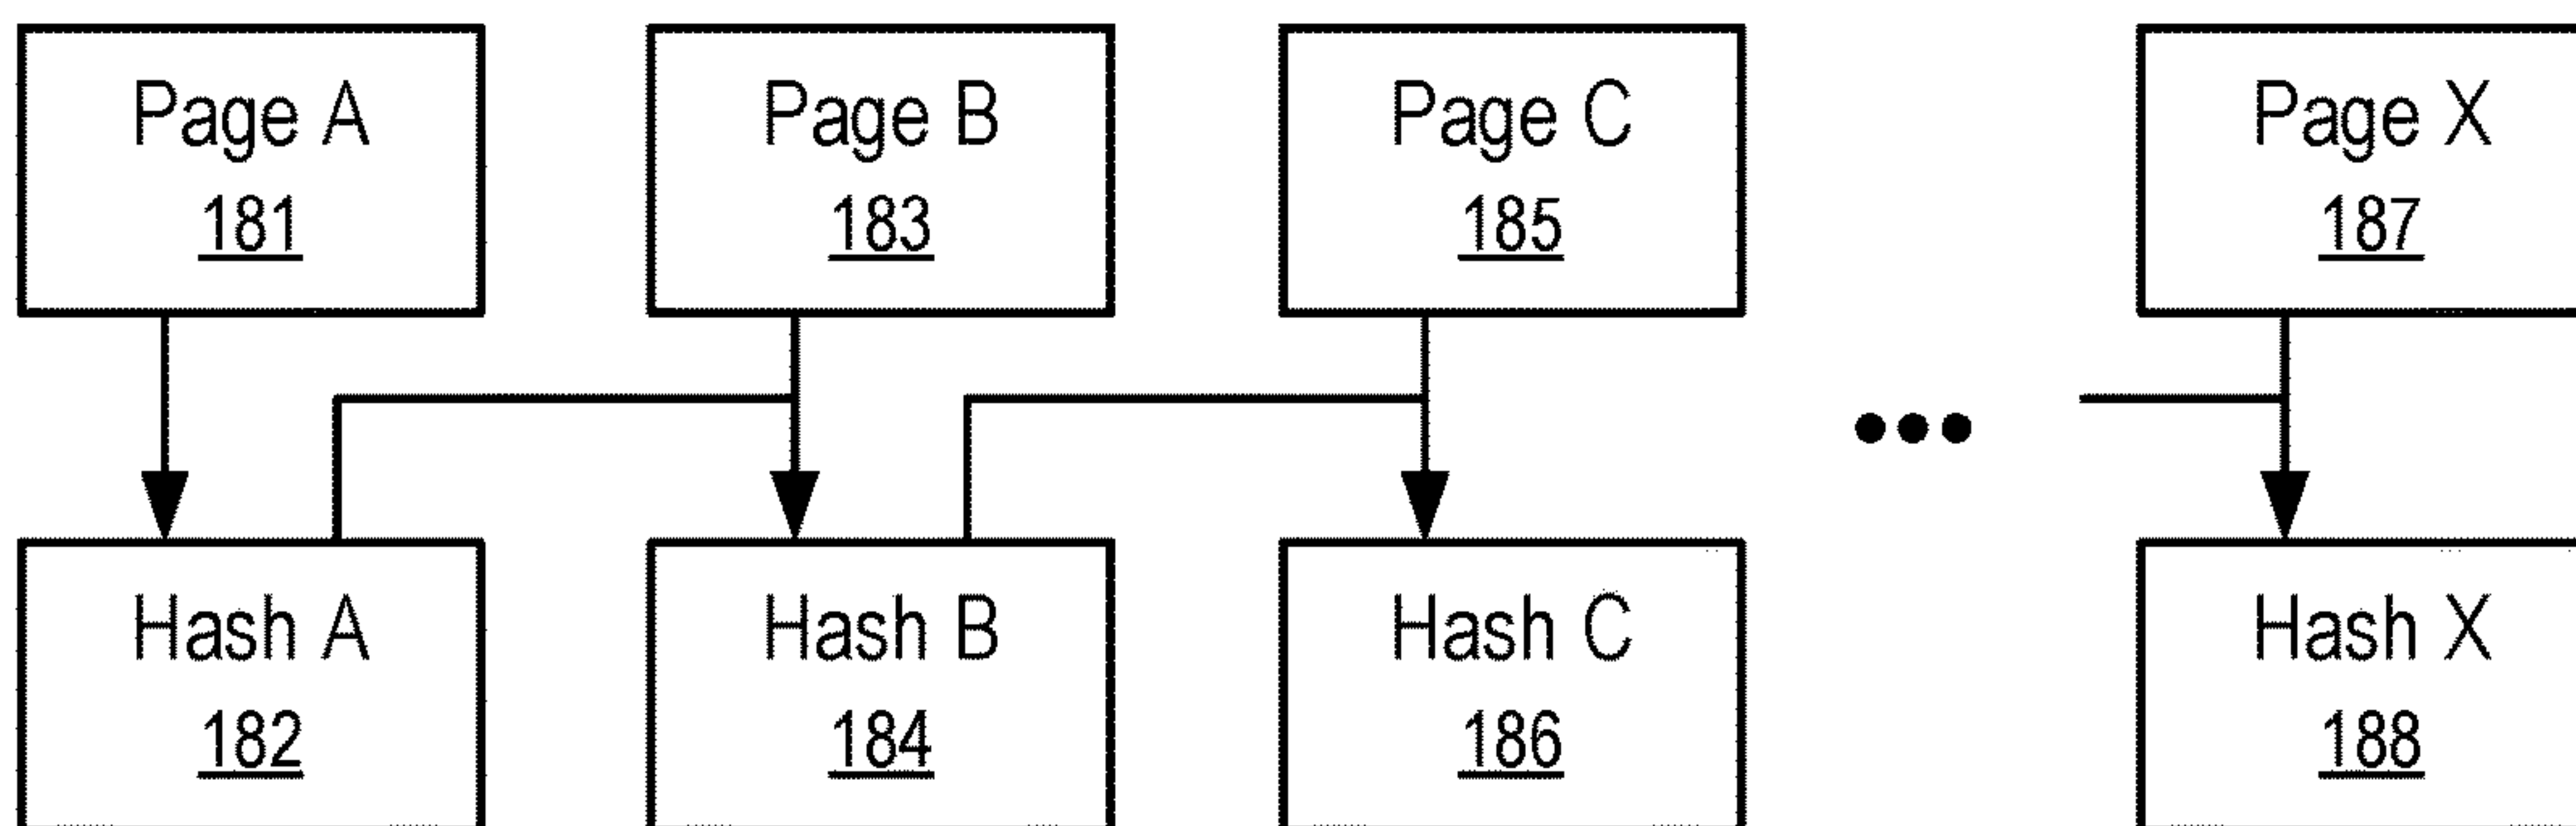 Page A
181
Page B
183
Page C
185
Page X
187
Hash A
182
Hash B
184
Hash C
186
Hash X
188